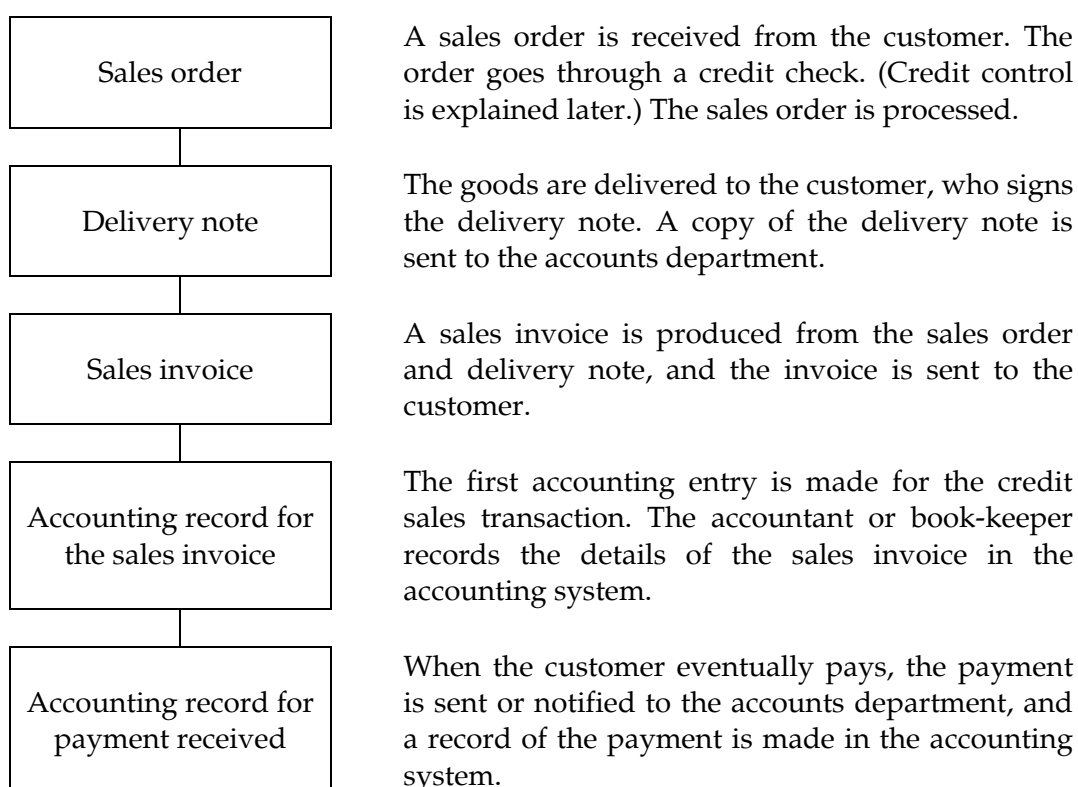 Sales order
A sales order is received from the customer. The
order goes through a credit check. (Credit control
is explained later.) The sales order is processed.
Delivery note
The goods are delivered to the customer, who signs
the delivery note. A copy of the delivery note is
sent to the accounts department.
Sales invoice
A sales invoice is produced from the sales order
and delivery note, and the invoice is sent to the
customer.
Accounting record for
the sales invoice
The first accounting entry is made for the credit
sales transaction. The accountant or book-keeper
records the details of the sales invoice in the
accounting system.
Accounting record for
payment received
When the customer eventually pays, the payment
is sent or notified to the accounts department, and
a record of the payment is made in the accounting
system.